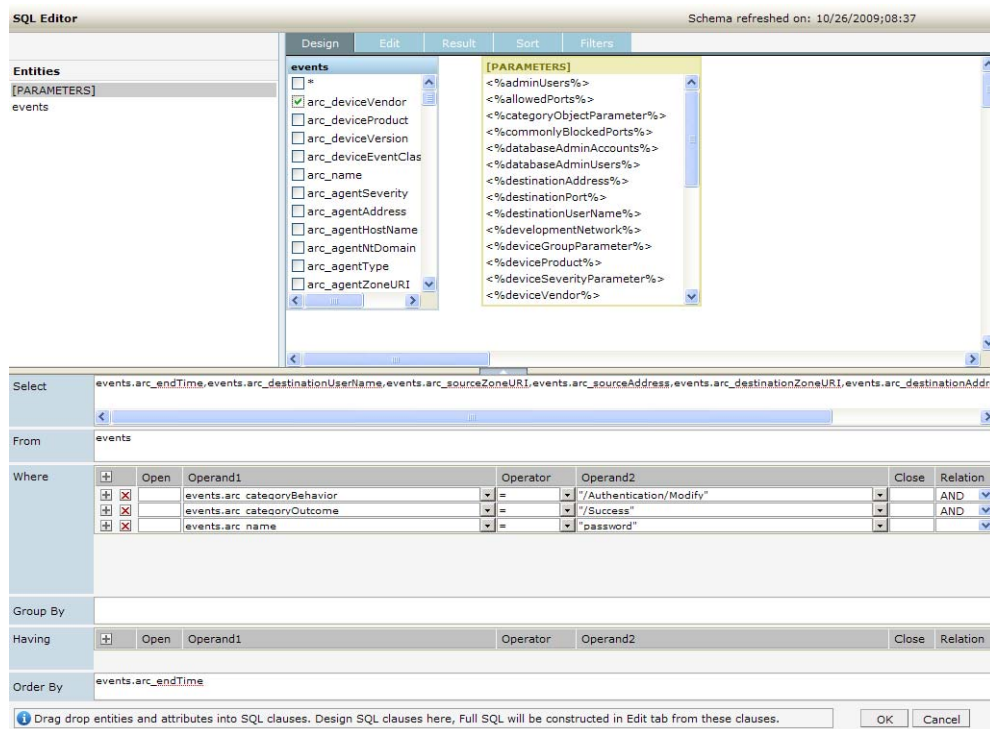 SQL Editor
Schema refreshed on: 10/26/2009;08:37
Design Edit Result Sort Filters
Entities
[PARAMETERS]
events
events
*
arc_deviceVendor
arc_deviceProduct
arc_deviceVersion
arc_deviceEventClas
arc_name
arc_agentSeverity
arc_agentAddress
arc_agentHostName
arc_agentNtDomain
arc_agentType
arc_agentZoneURI
[PARAMETERS]
<%adminUsers%>
<%allowedPorts%>
<%categoryObjectParameter%>
<%commonlyBlockedPorts%>
<%databaseAdminAccounts%>
<%databaseAdminUsers%>
<%destinationAddress%>
<%destinationPort%>
<%destinationUserName%>
<%developmentNetwork%>
<%deviceGroupParameter%>
<%deviceProduct%>
<%deviceSeverityParameter%>
<%deviceVendor%>
Select
events.arc_endTime,events.arc_destinationUserName,events.arc_sourceZoneURI,events.arc_sourceAddress,events.arc_destinationZoneURI,events.arc_destinationAddr
From
events
Where
Open Operand1 Operator Operand2 Close Relation
events.arc_categoryBehavior = "/Authentication/Modify" AND
events.arc_categoryOutcome = "/Success" AND
events.arc_name = "password"
Group By
Having
Open Operand1 Operator Operand2 Close Relation
Order By
events.arc_endTime
Drag drop entities and attributes into SQL clauses. Design SQL clauses here, Full SQL will be constructed in Edit tab from these clauses.
OK Cancel